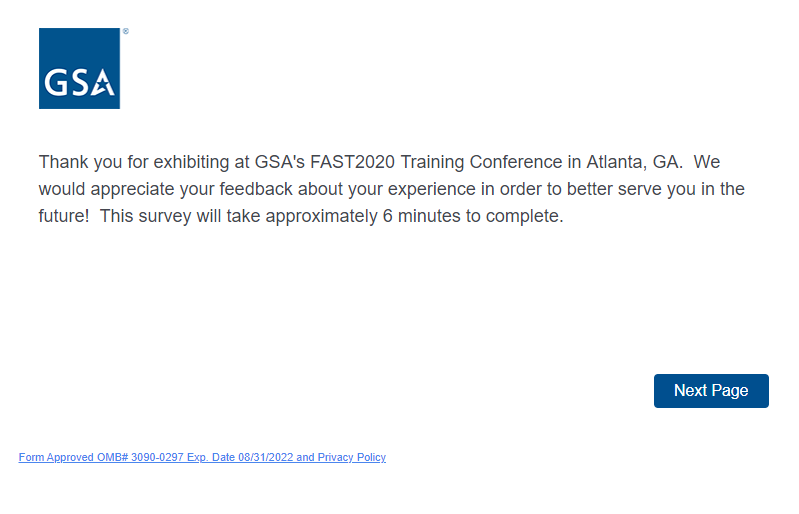 GSA®
Thank you for exhibiting at GSA's FAST2020 Training Conference in Atlanta, GA.  We
would appreciate your feedback about your experience in order to better serve you in the
future!  This survey will take approximately 6 minutes to complete.
Next Page
Form Approved OMB# 3090-0297 Exp. Date 08/31/2022 and Privacy Policy